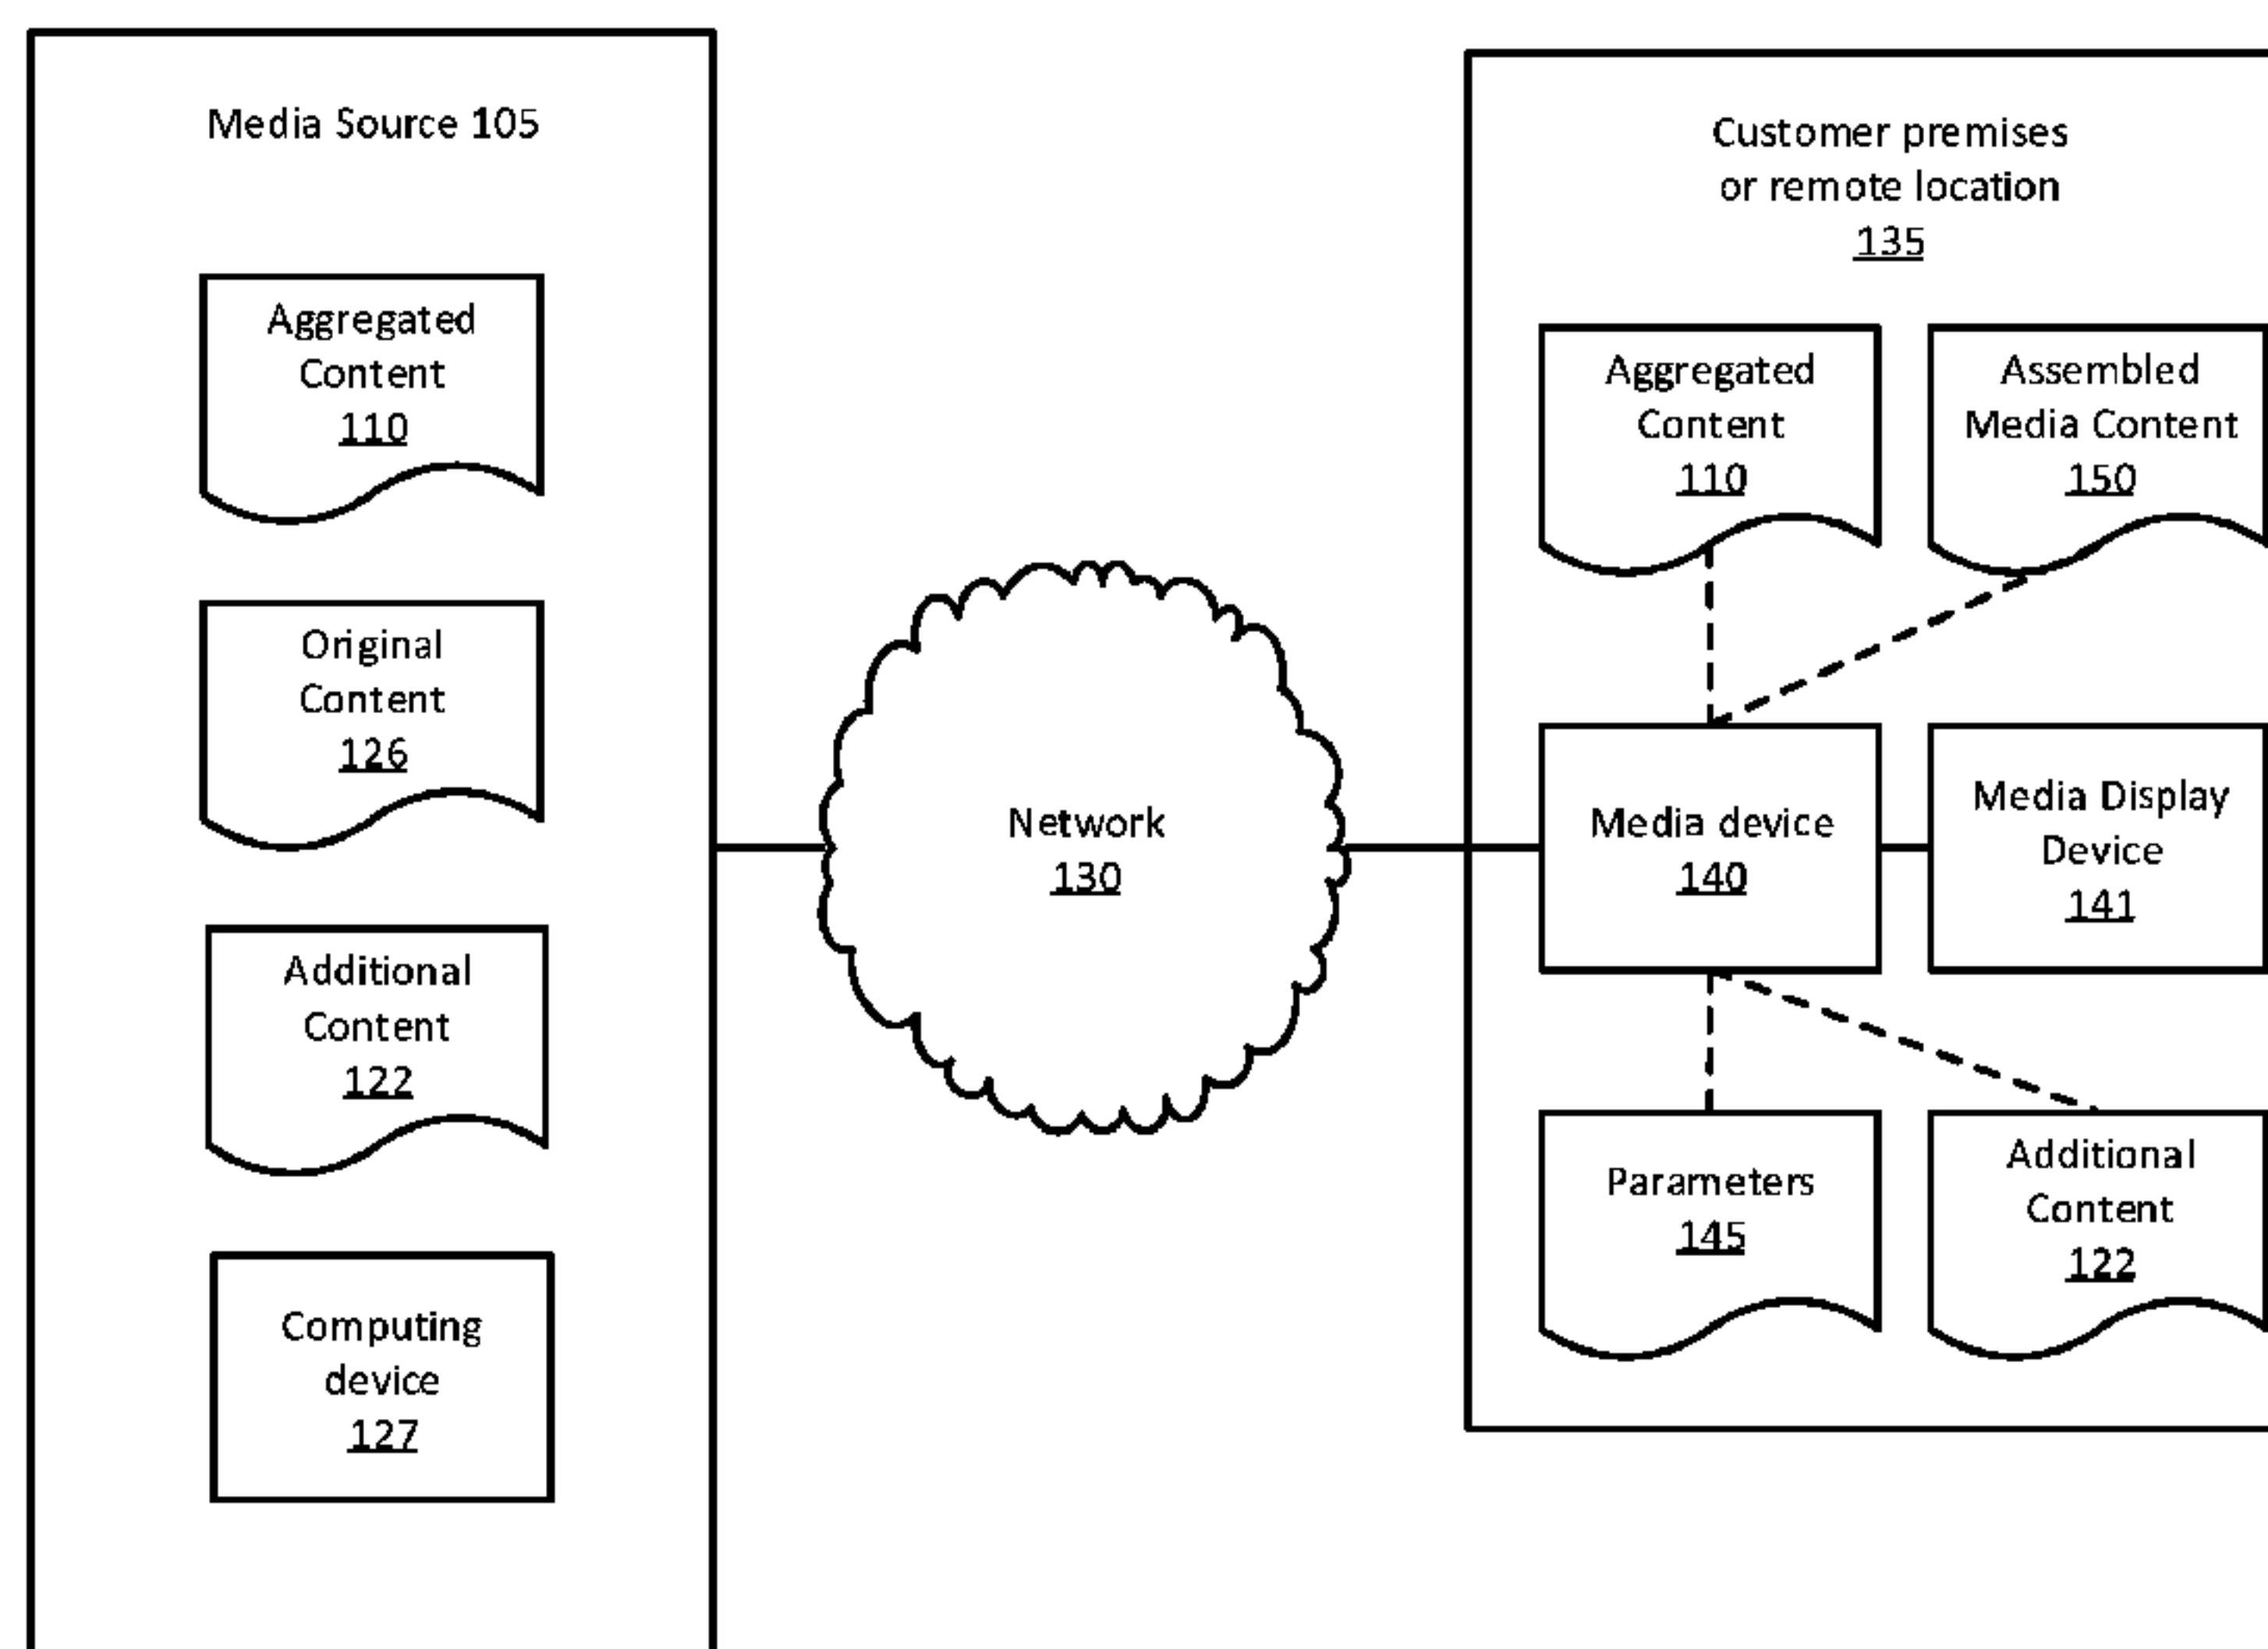 Media Source 105
Aggregated
Content
110
Original
Content
126
Additional
Content
122
Computing
device
127
Network
130
Customer premises
or remote location
135
Aggregated
Content
110
Assembled
Media Content
150
Media device
140
Media Display
Device
141
Parameters
145
Additional
Content
122